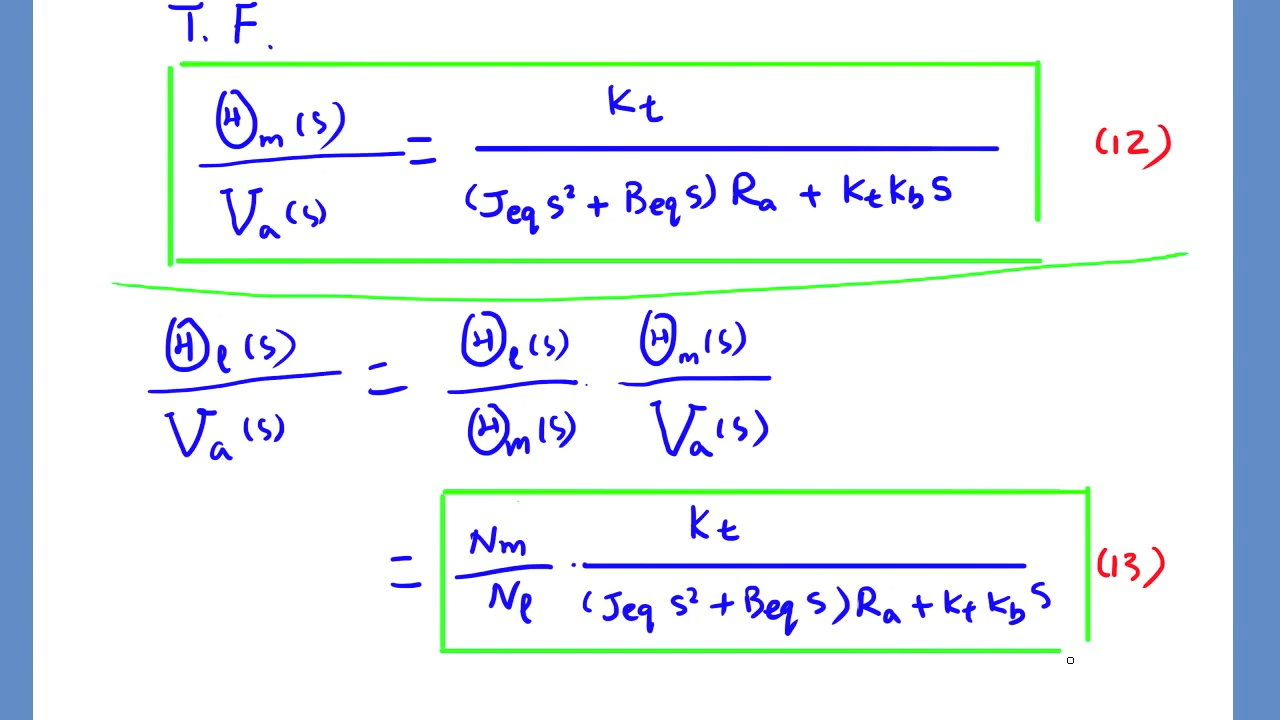 T. F.
Θm(s) / Va(s) = Kt / ((Jeq s² + Beq s) Ra + Kt Kb s) (12)
Θℓ(s) / Va(s) = Θℓ(s) / Θm(s) · Θm(s) / Va(s)
= Nm / Nℓ · Kt / ((Jeq s² + Beq s) Ra + Kt Kb s) (13)